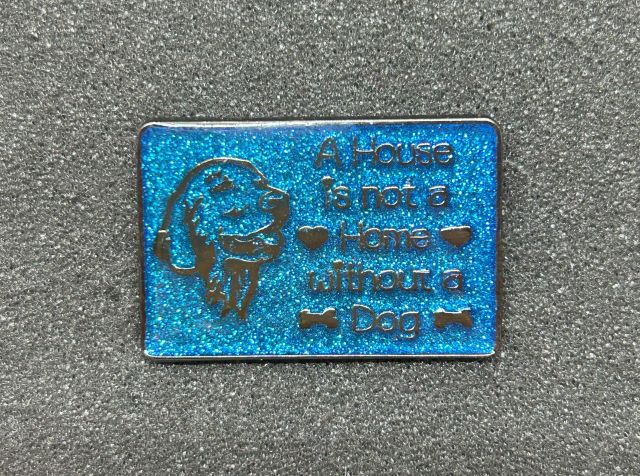 A House
is not a
Home
without a
Dog